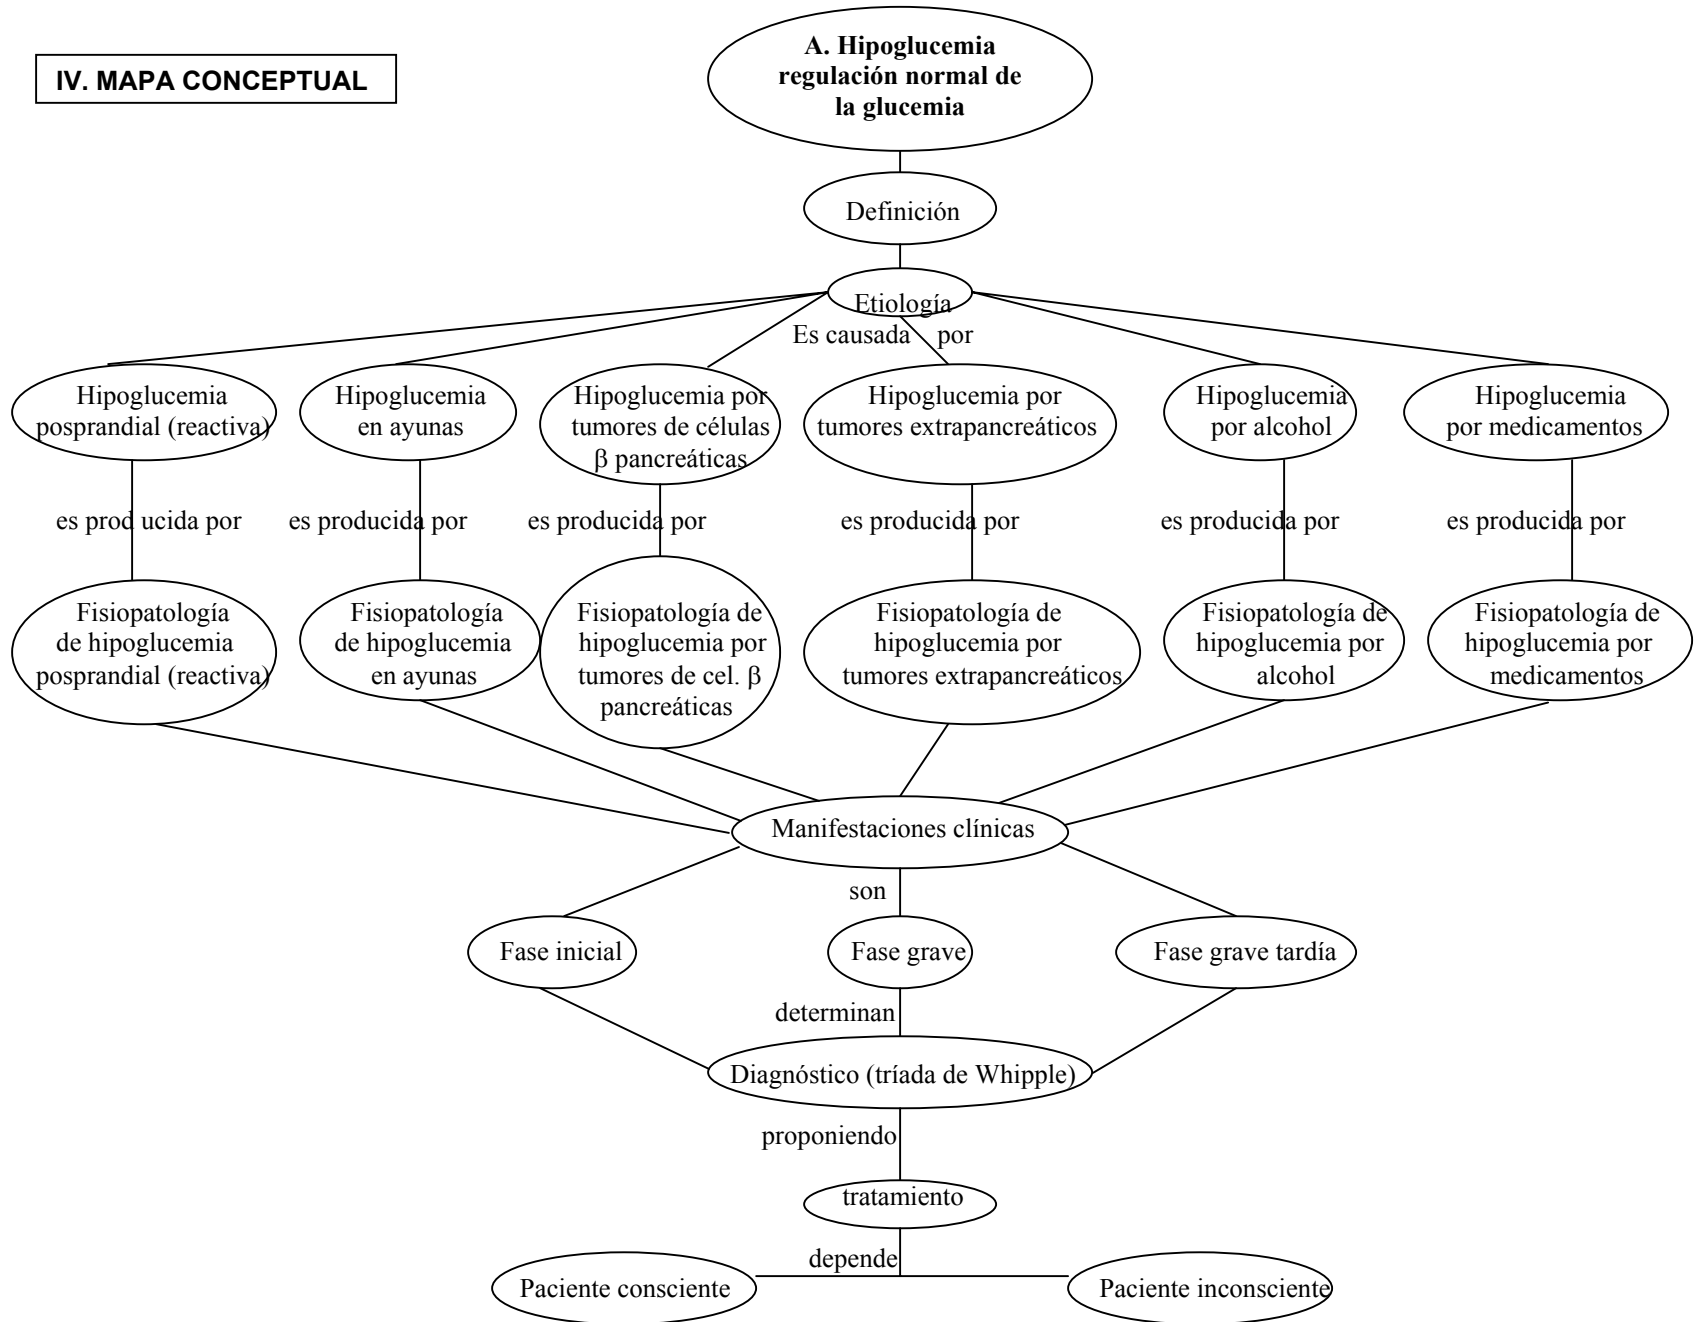 IV. MAPA CONCEPTUAL
A. Hipoglucemia
regulación normal de
la glucemia
Definición
Etiología
Es causada por
Hipoglucemia
posprandial (reactiva)
Hipoglucemia
en ayunas
Hipoglucemia por
tumores de células
β pancreáticas
Hipoglucemia por
tumores extrapancreáticos
Hipoglucemia
por alcohol
Hipoglucemia
por medicamentos
es prod ucida por
es producida por
es producida por
es producida por
es producida por
es producida por
Fisiopatología
de hipoglucemia
posprandial (reactiva)
Fisiopatología
de hipoglucemia
en ayunas
Fisiopatología de
hipoglucemia por
tumores de cel. β
pancreáticas
Fisiopatología de
hipoglucemia por
tumores extrapancreáticos
Fisiopatología de
hipoglucemia por
alcohol
Fisiopatología de
hipoglucemia por
medicamentos
Manifestaciones clínicas
son
Fase inicial
Fase grave
Fase grave tardía
determinan
Diagnóstico (tríada de Whipple)
proponiendo
tratamiento
depende
Paciente consciente
Paciente inconsciente